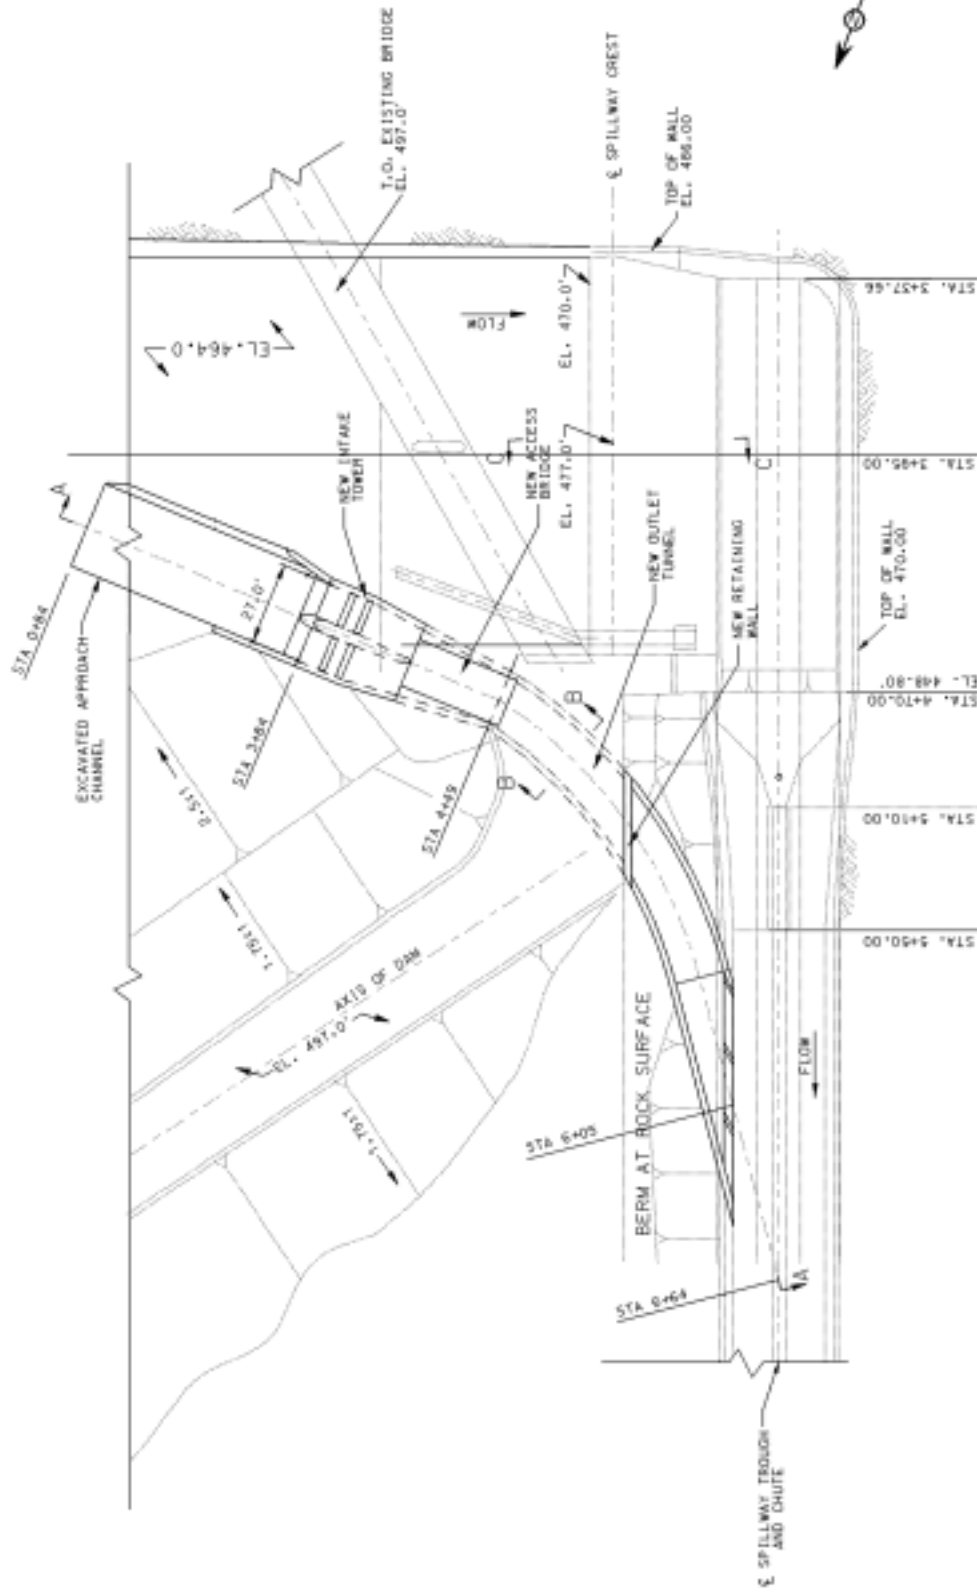 T.O. EXISTING BRIDGE
EL. 497.0'
℄ SPILLWAY CREST
TOP OF WALL
EL. 486.00
STA. 3+37.66
EL. 464.0
FLOW
EL. 470.0'
NEW INTAKE
TOWER
C
NEW ACCESS
BRIDGE
EL. 477.0'
C
STA. 3+95.00
A
STA 0+84
27.0'
NEW OUTLET
TUNNEL
NEW RETAINING
WALL
TOP OF WALL
EL. 470.00
EL. 448.80'
STA. 4+70.00
EXCAVATED APPROACH
CHANNEL
STA 3+84
2.5:1
STA 4+49
B
B
STA. 5+10.00
1.75:1
AXIS OF DAM
EL. 497.0'
STA. 5+50.00
1.75:1
BERM AT ROCK SURFACE
FLOW
STA 6+05
STA 6+64
A
℄ SPILLWAY TROUGH
AND CHUTE